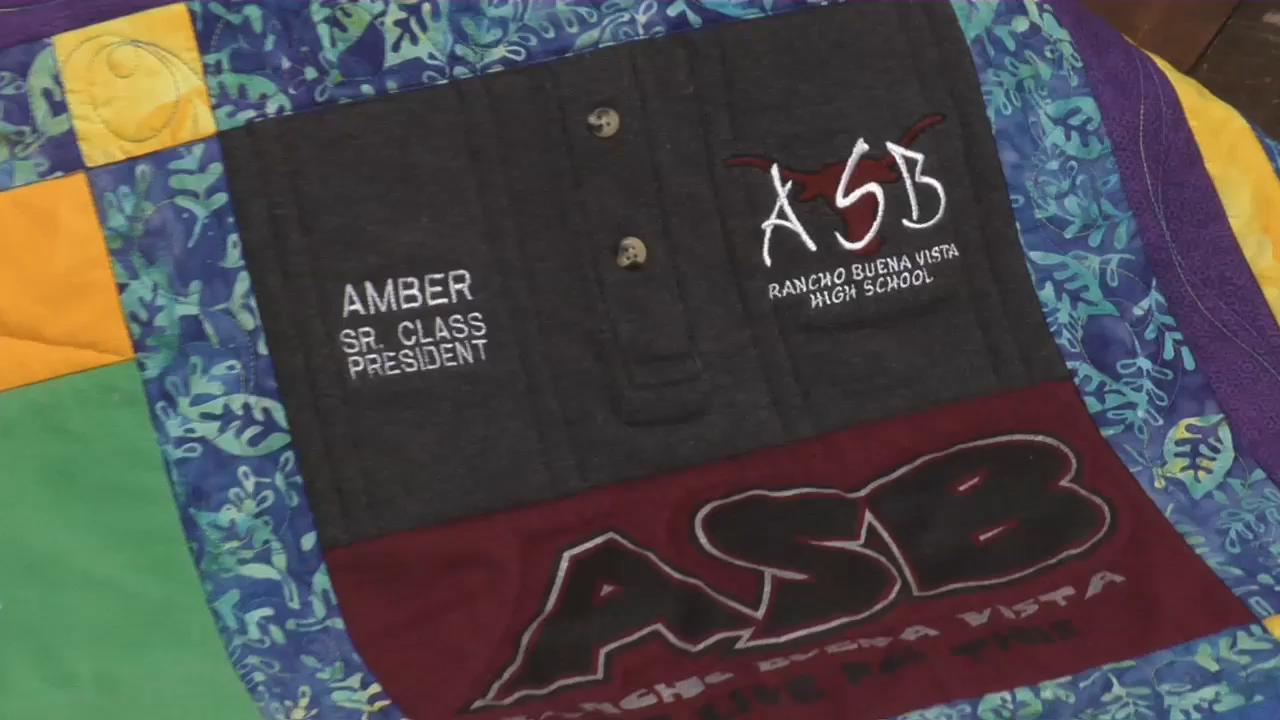 ASB
RANCHO BUENA VISTA
HIGH SCHOOL
AMBER
SR. CLASS
PRESIDENT
ASB
RANCHO BUENA VISTA